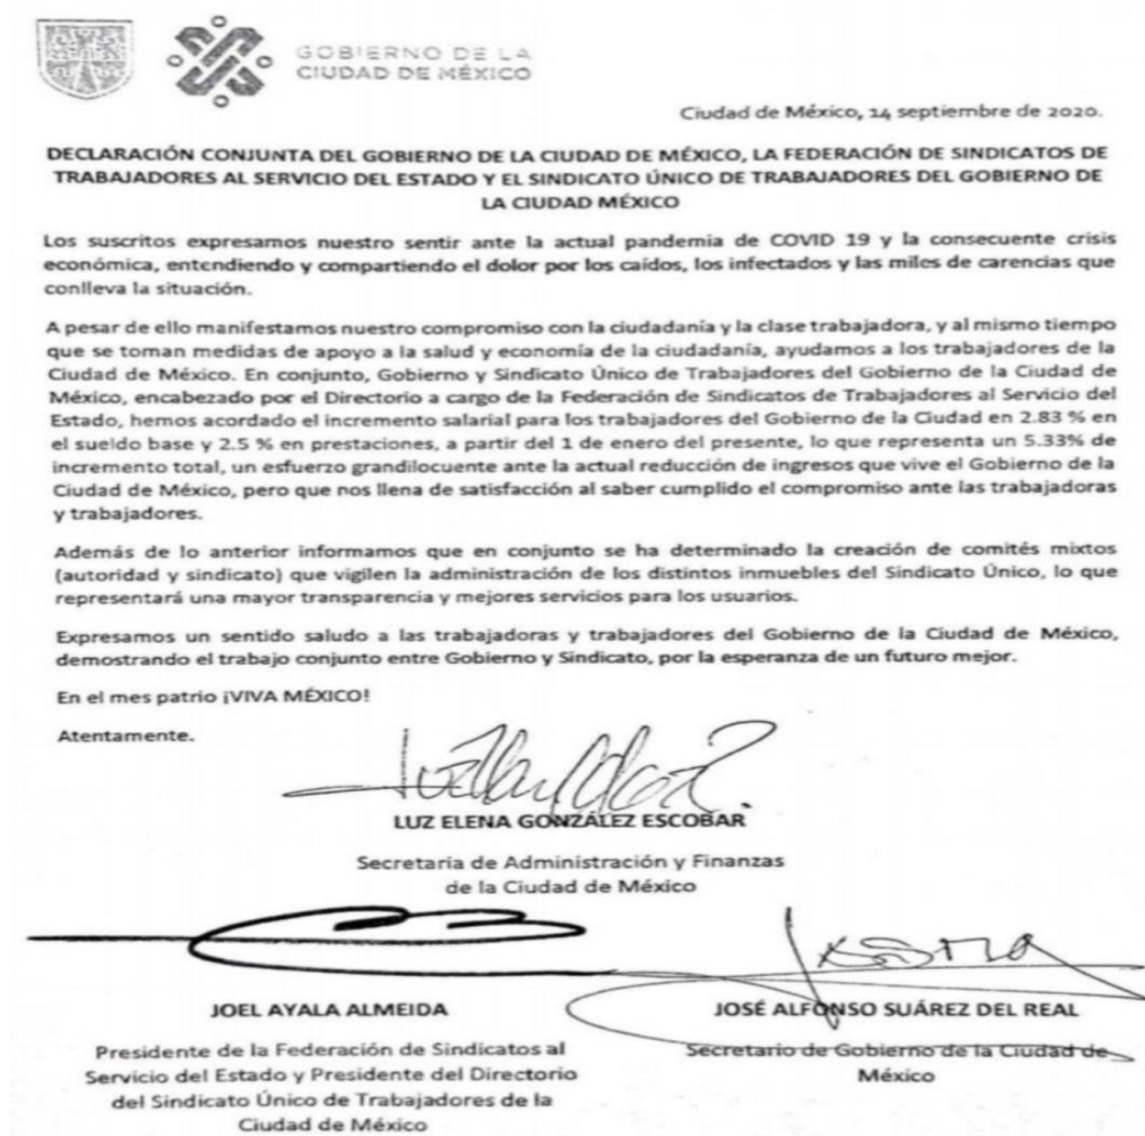 GOBIERNO DE LA
CIUDAD DE MÉXICO
Ciudad de México, 14 septiembre de 2020.
DECLARACIÓN CONJUNTA DEL GOBIERNO DE LA CIUDAD DE MÉXICO, LA FEDERACIÓN DE SINDICATOS DE
TRABAJADORES AL SERVICIO DEL ESTADO Y EL SINDICATO ÚNICO DE TRABAJADORES DEL GOBIERNO DE
LA CIUDAD MÉXICO
Los suscritos expresamos nuestro sentir ante la actual pandemia de COVID 19 y la consecuente crisis
económica, entendiendo y compartiendo el dolor por los caídos, los infectados y las miles de carencias que
conlleva la situación.
A pesar de ello manifestamos nuestro compromiso con la ciudadanía y la clase trabajadora, y al mismo tiempo
que se toman medidas de apoyo a la salud y economía de la ciudadanía, ayudamos a los trabajadores de la
Ciudad de México. En conjunto, Gobierno y Sindicato Único de Trabajadores del Gobierno de la Ciudad de
México, encabezado por el Directorio a cargo de la Federación de Sindicatos de Trabajadores al Servicio del
Estado, hemos acordado el incremento salarial para los trabajadores del Gobierno de la Ciudad en 2.83 % en
el sueldo base y 2.5 % en prestaciones, a partir del 1 de enero del presente, lo que representa un 5.33% de
incremento total, un esfuerzo grandilocuente ante la actual reducción de ingresos que vive el Gobierno de la
Ciudad de México, pero que nos llena de satisfacción al saber cumplido el compromiso ante las trabajadoras
y trabajadores.
Además de lo anterior informamos que en conjunto se ha determinado la creación de comités mixtos
(autoridad y sindicato) que vigilen la administración de los distintos inmuebles del Sindicato Único, lo que
representará una mayor transparencia y mejores servicios para los usuarios.
Expresamos un sentido saludo a las trabajadoras y trabajadores del Gobierno de la Ciudad de México,
demostrando el trabajo conjunto entre Gobierno y Sindicato, por la esperanza de un futuro mejor.
En el mes patrio ¡VIVA MÉXICO!
Atentamente.
LUZ ELENA GONZÁLEZ ESCOBAR
Secretaria de Administración y Finanzas
de la Ciudad de México
JOEL AYALA ALMEIDA
Presidente de la Federación de Sindicatos al
Servicio del Estado y Presidente del Directorio
del Sindicato Único de Trabajadores de la
Ciudad de México
JOSÉ ALFONSO SUÁREZ DEL REAL
Secretario de Gobierno de la Ciudad de
México